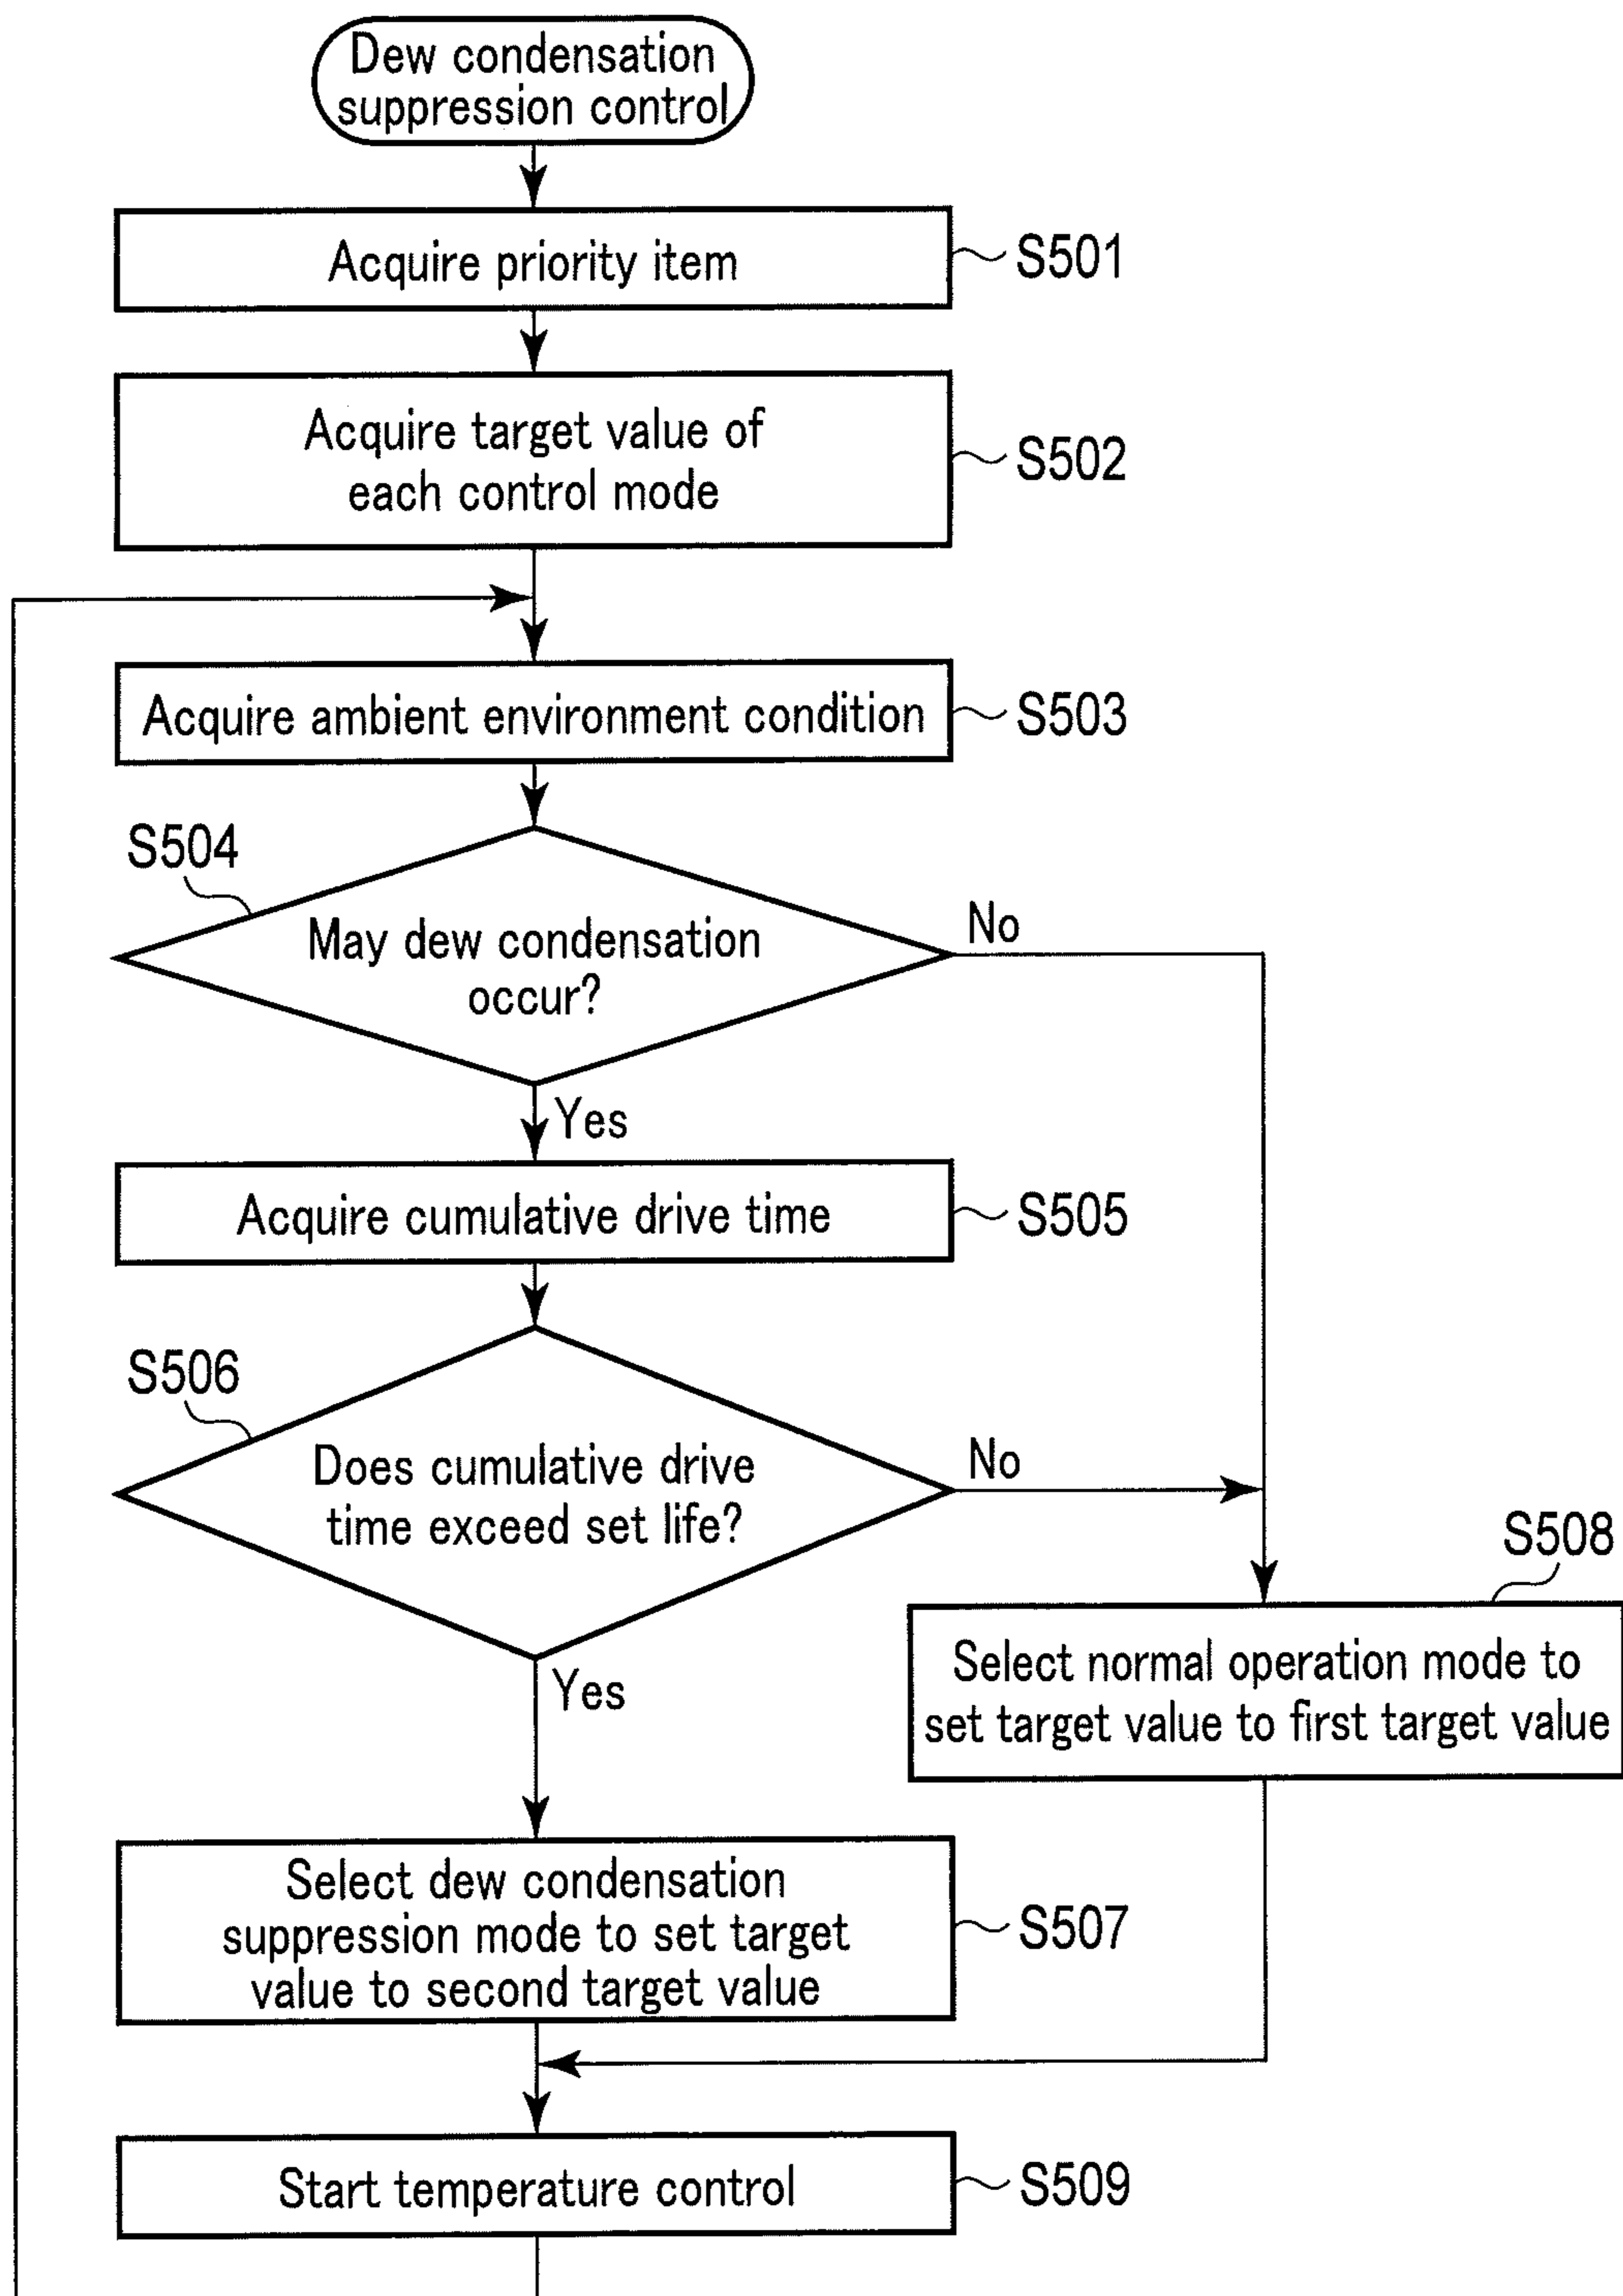 Dew condensation
suppression control
Acquire priority item
S501
Acquire target value of
each control mode
S502
Acquire ambient environment condition
S503
S504
May dew condensation
occur?
No
Yes
Acquire cumulative drive time
S505
S506
Does cumulative drive
time exceed set life?
No
Yes
S508
Select normal operation mode to
set target value to first target value
Select dew condensation
suppression mode to set target
value to second target value
S507
Start temperature control
S509